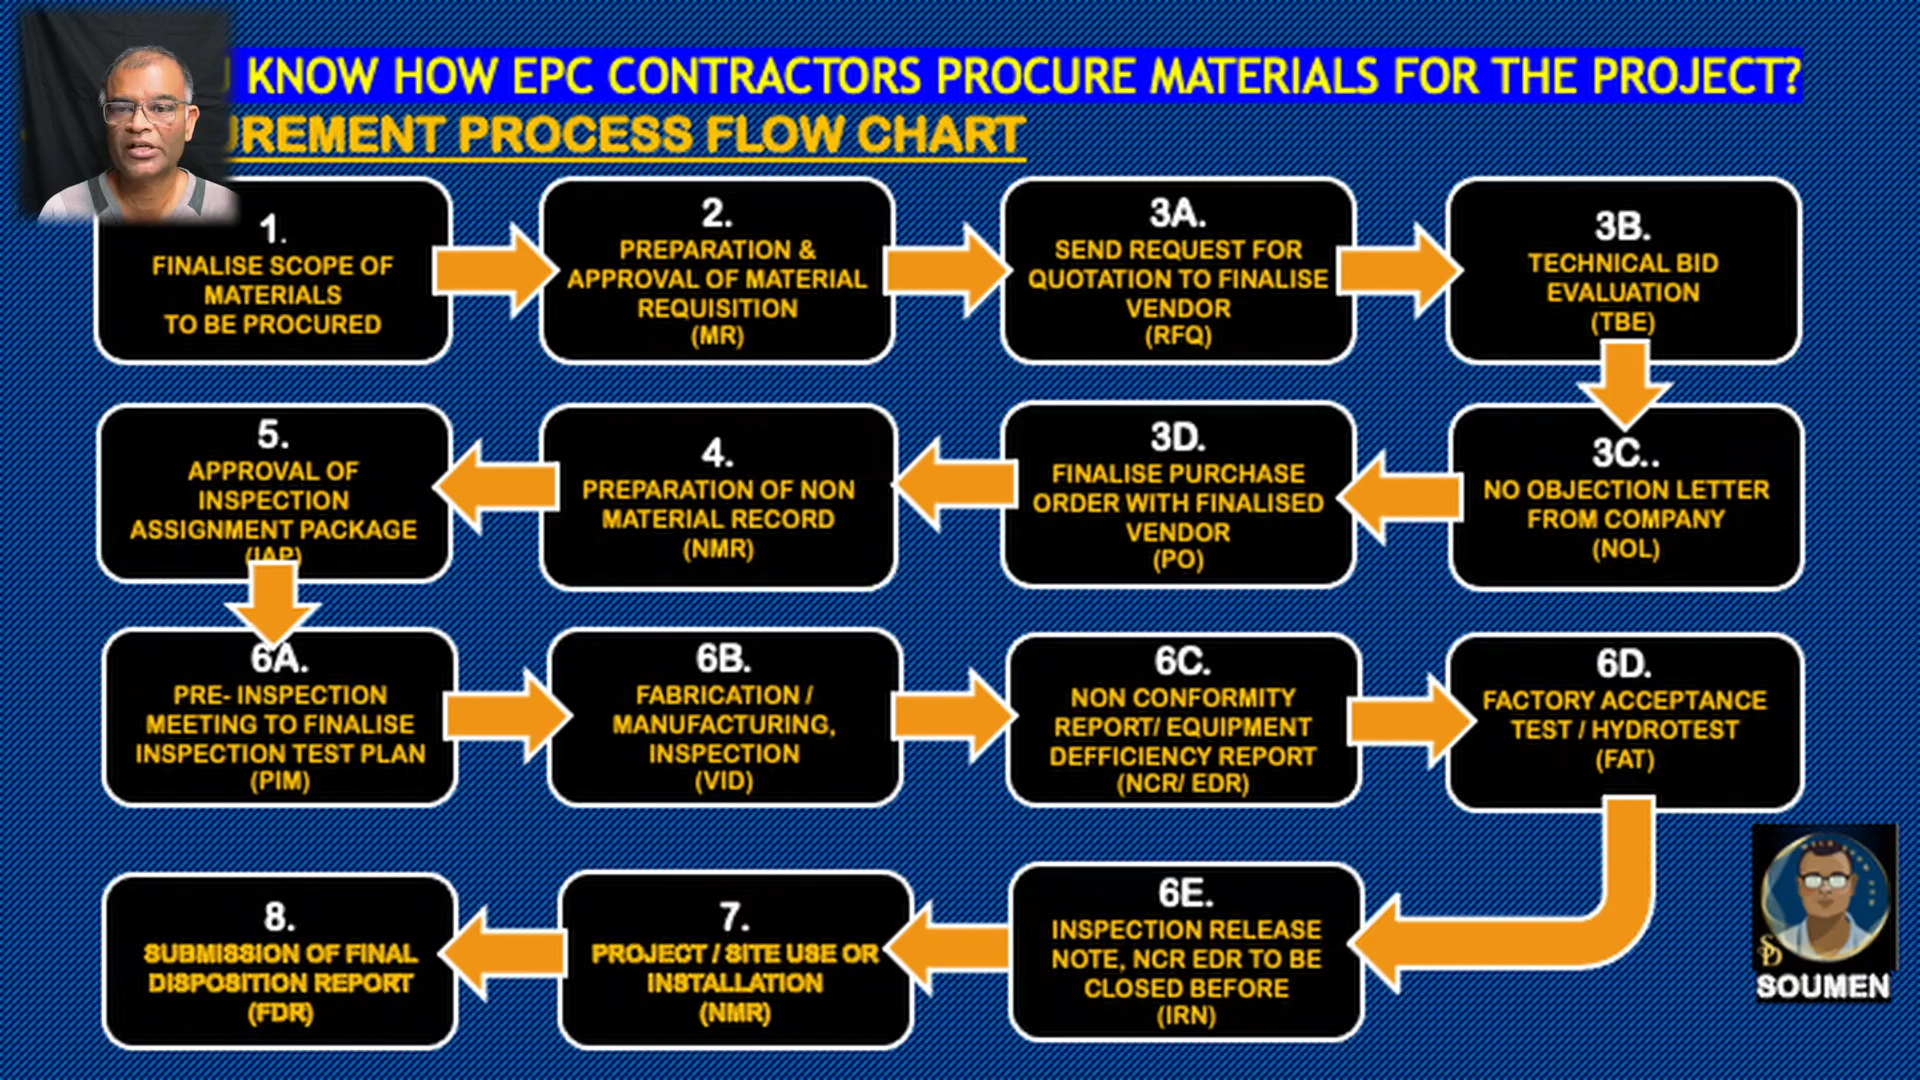 KNOW HOW EPC CONTRACTORS PROCURE MATERIALS FOR THE PROJECT?
UREMENT PROCESS FLOW CHART
1.
FINALISE SCOPE OF
MATERIALS
TO BE PROCURED
2.
PREPARATION &
APPROVAL OF MATERIAL
REQUISITION
(MR)
3A.
SEND REQUEST FOR
QUOTATION TO FINALISE
VENDOR
(RFQ)
3B.
TECHNICAL BID
EVALUATION
(TBE)
5.
APPROVAL OF
INSPECTION
ASSIGNMENT PACKAGE
(IAP)
4.
PREPARATION OF NON
MATERIAL RECORD
(NMR)
3D.
FINALISE PURCHASE
ORDER WITH FINALISED
VENDOR
(PO)
3C..
NO OBJECTION LETTER
FROM COMPANY
(NOL)
6A.
PRE- INSPECTION
MEETING TO FINALISE
INSPECTION TEST PLAN
(PIM)
6B.
FABRICATION /
MANUFACTURING,
INSPECTION
(VID)
6C.
NON CONFORMITY
REPORT/ EQUIPMENT
DEFFICIENCY REPORT
(NCR/ EDR)
6D.
FACTORY ACCEPTANCE
TEST / HYDROTEST
(FAT)
8.
SUBMISSION OF FINAL
DISPOSITION REPORT
(FDR)
7.
PROJECT / SITE USE OR
INSTALLATION
(NMR)
6E.
INSPECTION RELEASE
NOTE, NCR EDR TO BE
CLOSED BEFORE
(IRN)
SOUMEN